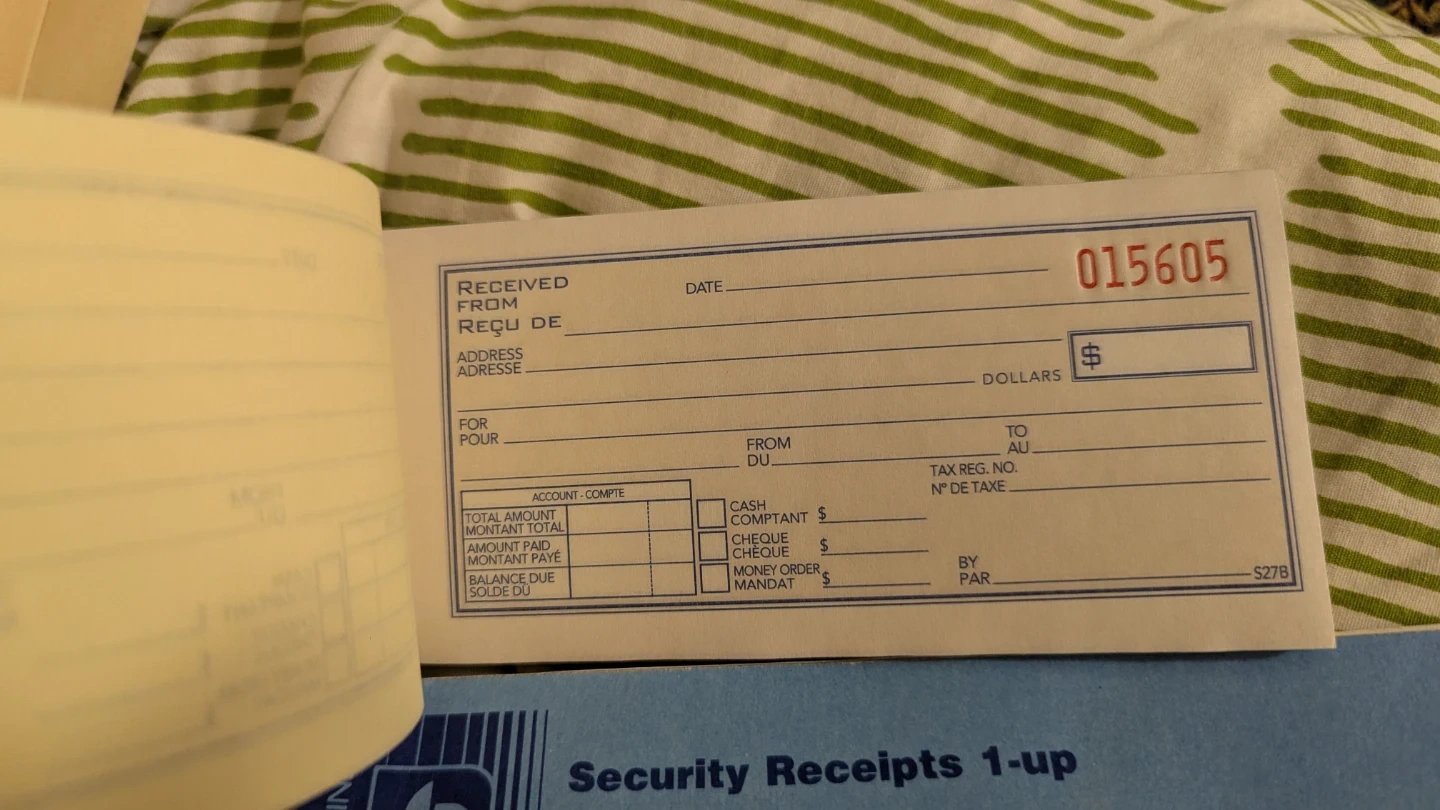 RECEIVED
FROM
REÇU DE
DATE
015605
ADDRESS
ADRESSE
$
DOLLARS
FOR
POUR
FROM
DU
TO
AU
TAX REG. NO.
Nº DE TAXE
ACCOUNT - COMPTE
TOTAL AMOUNT
MONTANT TOTAL
AMOUNT PAID
MONTANT PAYÉ
BALANCE DUE
SOLDE DÛ
CASH
COMPTANT $
CHEQUE
CHÈQUE $
MONEY ORDER
MANDAT $
BY
PAR
S27B
Security Receipts 1-up